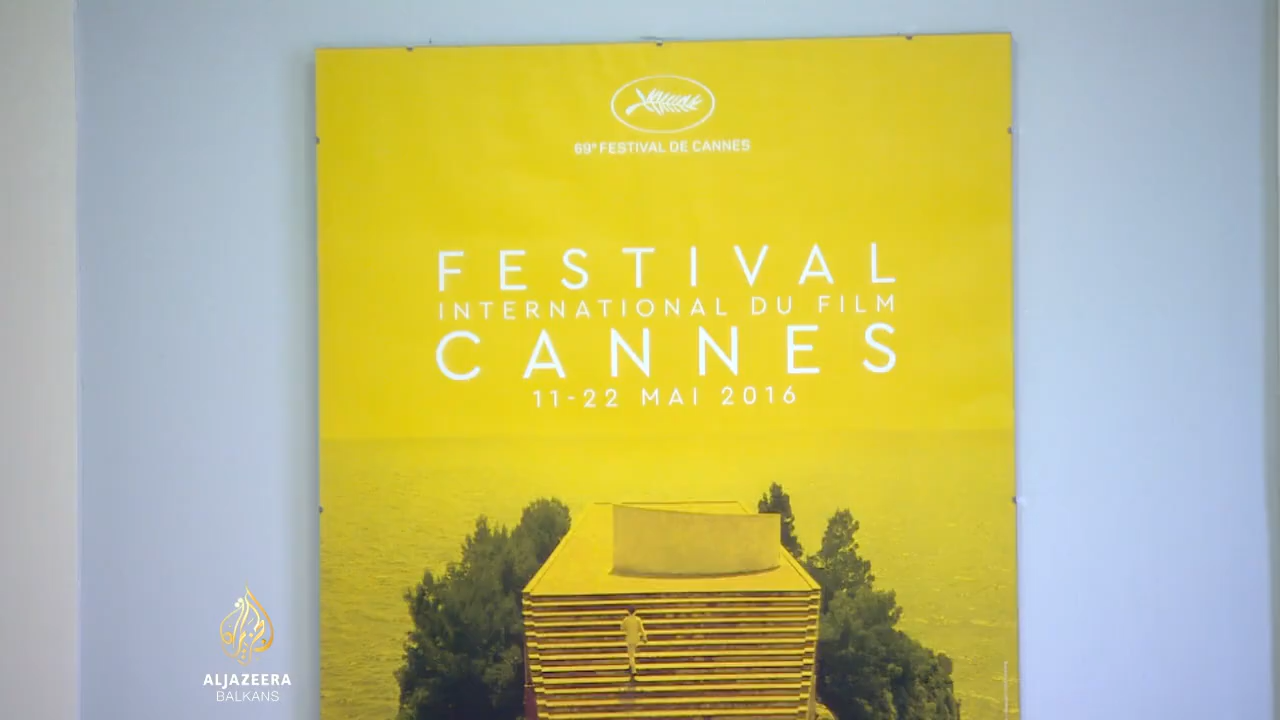 69e FESTIVAL DE CANNES
FESTIVAL
INTERNATIONAL DU FILM
CANNES
11-22 MAI 2016
ALJAZEERA
BALKANS